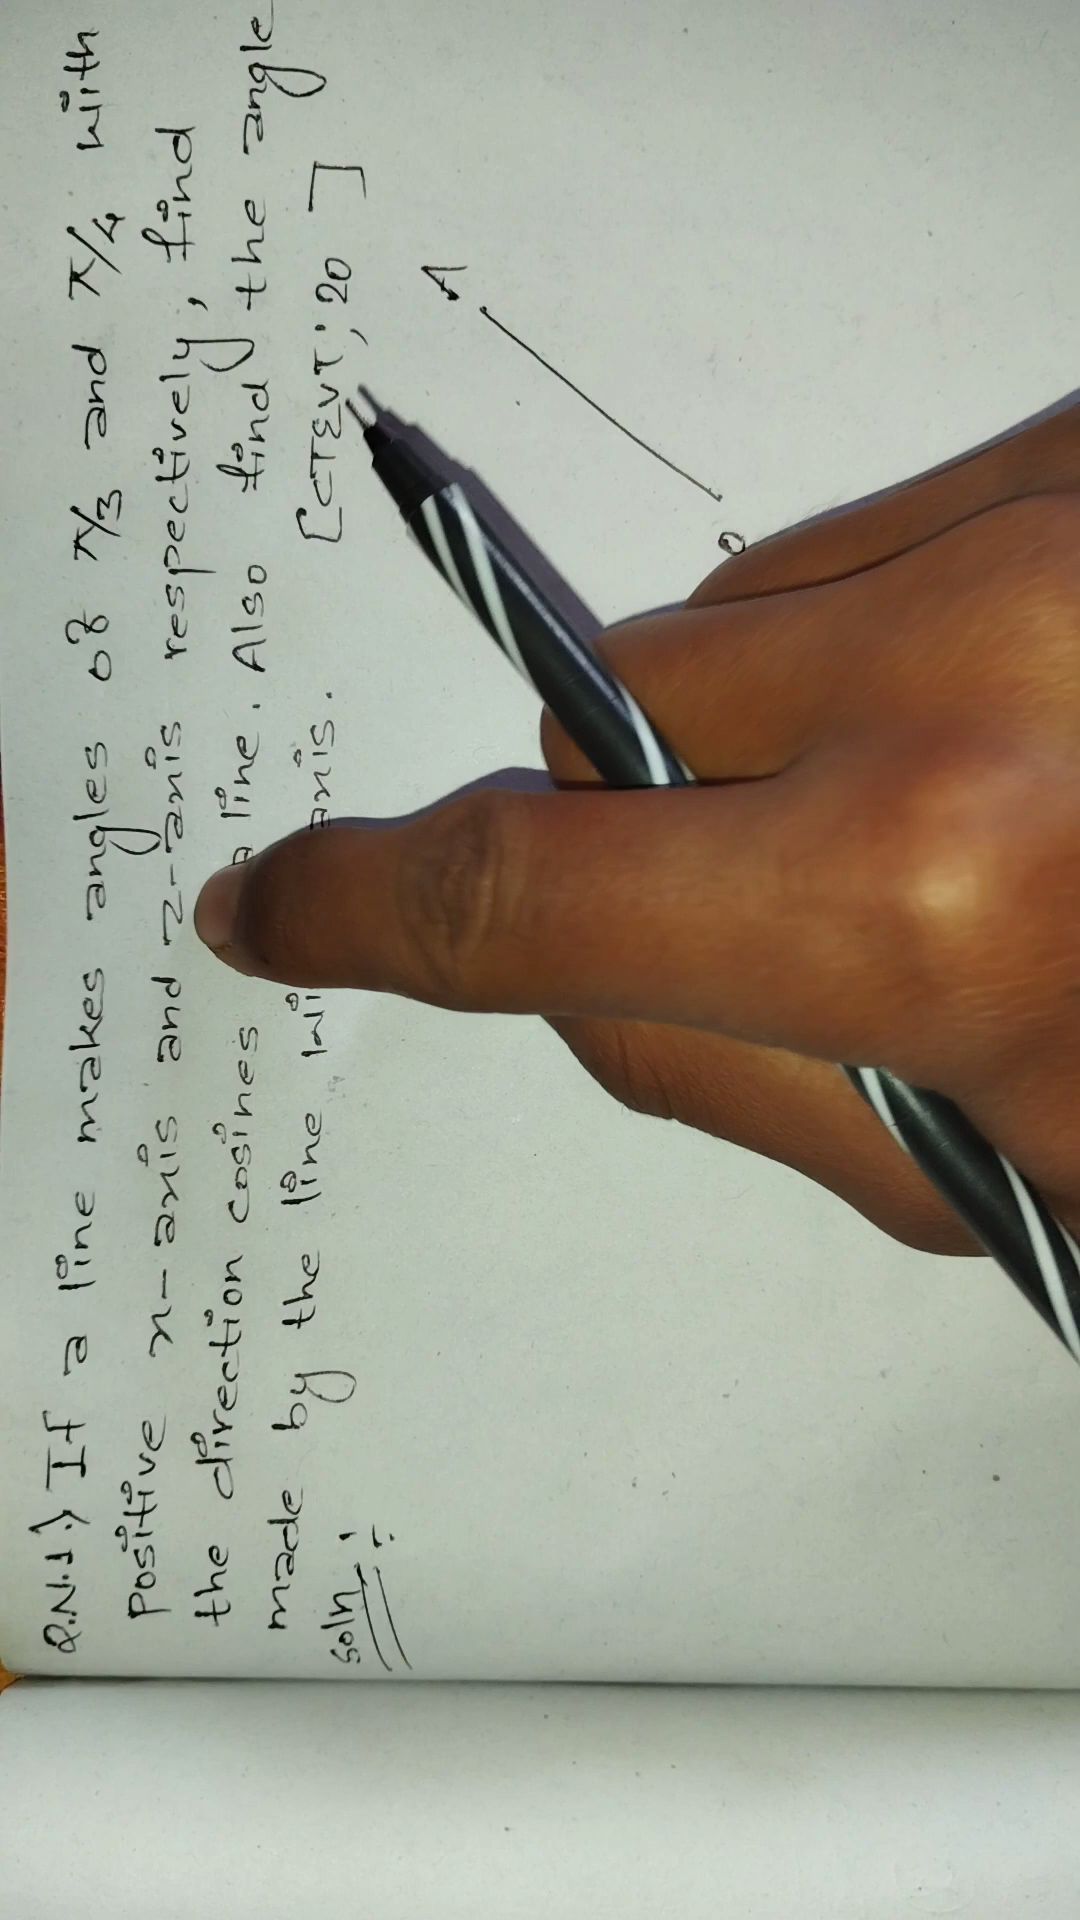 Q.N.1.) If a line makes angles of π/3 and π/4 with
positive x-axis and z-axis respectively, find
the direction cosines a line. Also find the angle
made by the line axis. [CTEVT, 20 ]
Soln:
A
O